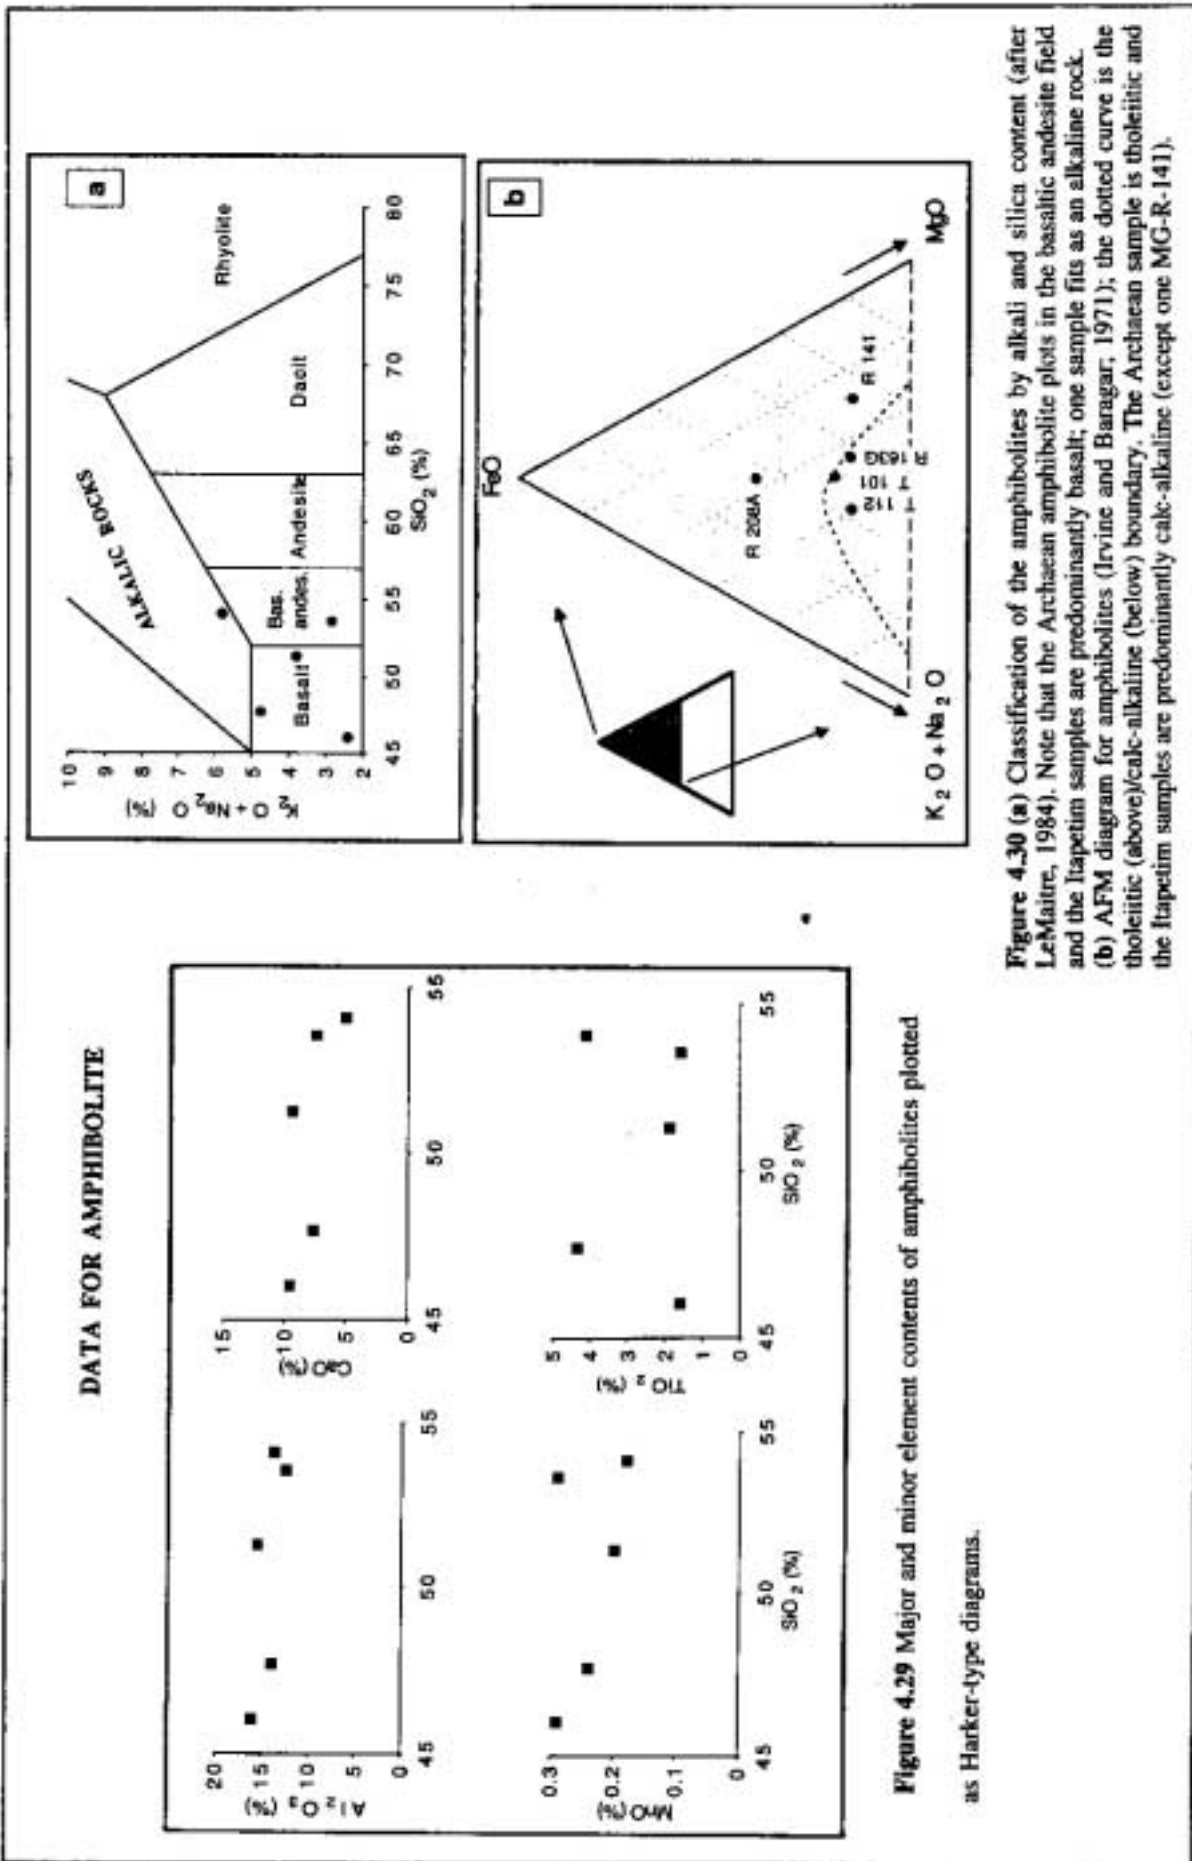 DATA FOR AMPHIBOLITE
Al2O3 (%)
20
15
10
5
0
45
50
55
CaO (%)
15
10
5
0
45
50
55
MnO (%)
0.3
0.2
0.1
0
45
50
55
SiO2 (%)
TiO2 (%)
5
4
3
2
1
0
45
50
55
SiO2 (%)
Figure 4.29 Major and minor element contents of amphibolites plotted
as Harker-type diagrams.
a
K2O + Na2O (%)
10
9
8
7
6
5
4
3
2
ALKALIC ROCKS
Rhyolite
Basalt
Bas.
andes.
Andesite
Dacit
45
50
55
60
65
70
75
80
SiO2 (%)
b
FeO
R 208A
R 141
R 163G
T 101
T 112
K2O + Na2O
MgO
Figure 4.30 (a) Classification of the amphibolites by alkali and silica content (after
LeMaitre, 1984). Note that the Archaean amphibolite plots in the basaltic andesite field
and the Itapetim samples are predominantly basalt; one sample fits as an alkaline rock.
(b) AFM diagram for amphibolites (Irvine and Baragar, 1971); the dotted curve is the
tholeiitic (above)/calc-alkaline (below) boundary. The Archaean sample is tholeiitic and
the Itapetim samples are predominantly calc-alkaline (except one MG-R-141).